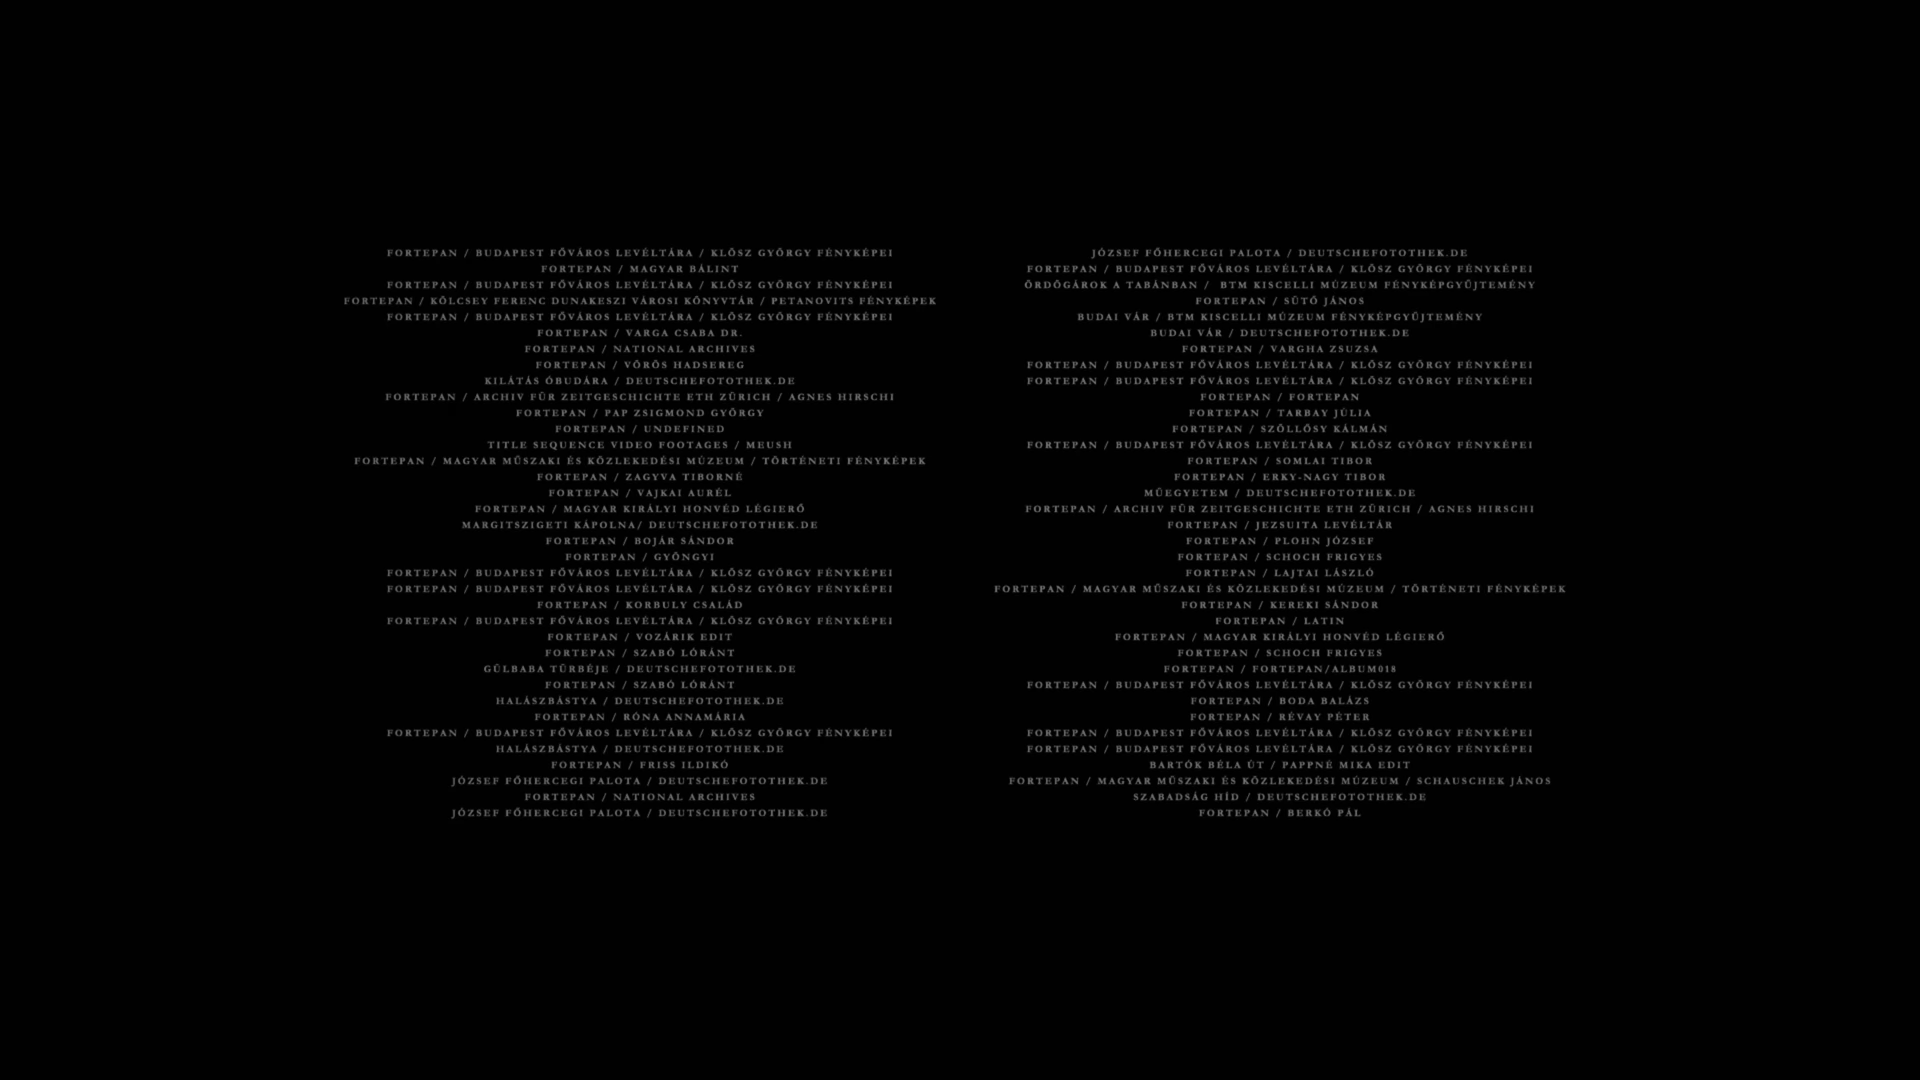 FORTEPAN / BUDAPEST FŐVÁROS LEVÉLTÁRA / KLÖSZ GYÖRGY FÉNYKÉPEI
FORTEPAN / MAGYAR BÁLINT
FORTEPAN / BUDAPEST FŐVÁROS LEVÉLTÁRA / KLÖSZ GYÖRGY FÉNYKÉPEI
FORTEPAN / KÖLCSEY FERENC DUNAKESZI VÁROSI KÖNYVTÁR / PETANOVITS FÉNYKÉPEK
FORTEPAN / BUDAPEST FŐVÁROS LEVÉLTÁRA / KLÖSZ GYÖRGY FÉNYKÉPEI
FORTEPAN / VARGA CSABA DR.
FORTEPAN / NATIONAL ARCHIVES
FORTEPAN / VÖRÖS HADSEREG
KILÁTÁS ÓBUDÁRA / DEUTSCHEFOTOTHEK.DE
FORTEPAN / ARCHIV FÜR ZEITGESCHICHTE ETH ZÜRICH / AGNES HIRSCHI
FORTEPAN / PAP ZSIGMOND GYÖRGY
FORTEPAN / UNDEFINED
TITLE SEQUENCE VIDEO FOOTAGES / MEUSH
FORTEPAN / MAGYAR MŰSZAKI ÉS KÖZLEKEDÉSI MÚZEUM / TÖRTÉNETI FÉNYKÉPEK
FORTEPAN / ZAGYVA TIBORNÉ
FORTEPAN / VAJKAI AURÉL
FORTEPAN / MAGYAR KIRÁLYI HONVÉD LÉGIERŐ
MARGITSZIGETI KÁPOLNA/ DEUTSCHEFOTOTHEK.DE
FORTEPAN / BOJÁR SÁNDOR
FORTEPAN / GYÖNGYI
FORTEPAN / BUDAPEST FŐVÁROS LEVÉLTÁRA / KLÖSZ GYÖRGY FÉNYKÉPEI
FORTEPAN / BUDAPEST FŐVÁROS LEVÉLTÁRA / KLÖSZ GYÖRGY FÉNYKÉPEI
FORTEPAN / KORBULY CSALÁD
FORTEPAN / BUDAPEST FŐVÁROS LEVÉLTÁRA / KLÖSZ GYÖRGY FÉNYKÉPEI
FORTEPAN / VOZÁRIK EDIT
FORTEPAN / SZABÓ LÓRÁNT
GÜLBABA TÜRBÉJE / DEUTSCHEFOTOTHEK.DE
FORTEPAN / SZABÓ LÓRÁNT
HALÁSZBÁSTYA / DEUTSCHEFOTOTHEK.DE
FORTEPAN / RÓNA ANNAMÁRIA
FORTEPAN / BUDAPEST FŐVÁROS LEVÉLTÁRA / KLÖSZ GYÖRGY FÉNYKÉPEI
HALÁSZBÁSTYA / DEUTSCHEFOTOTHEK.DE
FORTEPAN / FRISS ILDIKÓ
JÓZSEF FŐHERCEGI PALOTA / DEUTSCHEFOTOTHEK.DE
FORTEPAN / NATIONAL ARCHIVES
JÓZSEF FŐHERCEGI PALOTA / DEUTSCHEFOTOTHEK.DE
JÓZSEF FŐHERCEGI PALOTA / DEUTSCHEFOTOTHEK.DE
FORTEPAN / BUDAPEST FŐVÁROS LEVÉLTÁRA / KLÖSZ GYÖRGY FÉNYKÉPEI
ÖRDÖGÁROK A TABÁNBAN / BTM KISCELLI MÚZEUM FÉNYKÉPGYŰJTEMÉNY
FORTEPAN / SÜTŐ JÁNOS
BUDAI VÁR / BTM KISCELLI MÚZEUM FÉNYKÉPGYŰJTEMÉNY
BUDAI VÁR / DEUTSCHEFOTOTHEK.DE
FORTEPAN / VARGHA ZSUZSA
FORTEPAN / BUDAPEST FŐVÁROS LEVÉLTÁRA / KLÖSZ GYÖRGY FÉNYKÉPEI
FORTEPAN / BUDAPEST FŐVÁROS LEVÉLTÁRA / KLÖSZ GYÖRGY FÉNYKÉPEI
FORTEPAN / FORTEPAN
FORTEPAN / TARBAY JÚLIA
FORTEPAN / SZÖLLŐSY KÁLMÁN
FORTEPAN / BUDAPEST FŐVÁROS LEVÉLTÁRA / KLÖSZ GYÖRGY FÉNYKÉPEI
FORTEPAN / SOMLAI TIBOR
FORTEPAN / ERKY-NAGY TIBOR
MŰEGYETEM / DEUTSCHEFOTOTHEK.DE
FORTEPAN / ARCHIV FÜR ZEITGESCHICHTE ETH ZÜRICH / AGNES HIRSCHI
FORTEPAN / JEZSUITA LEVÉLTÁR
FORTEPAN / PLOHN JÓZSEF
FORTEPAN / SCHOCH FRIGYES
FORTEPAN / LAJTAI LÁSZLÓ
FORTEPAN / MAGYAR MŰSZAKI ÉS KÖZLEKEDÉSI MÚZEUM / TÖRTÉNETI FÉNYKÉPEK
FORTEPAN / KEREKI SÁNDOR
FORTEPAN / LATIN
FORTEPAN / MAGYAR KIRÁLYI HONVÉD LÉGIERŐ
FORTEPAN / SCHOCH FRIGYES
FORTEPAN / FORTEPAN/ALBUM018
FORTEPAN / BUDAPEST FŐVÁROS LEVÉLTÁRA / KLÖSZ GYÖRGY FÉNYKÉPEI
FORTEPAN / BODA BALÁZS
FORTEPAN / RÉVAY PÉTER
FORTEPAN / BUDAPEST FŐVÁROS LEVÉLTÁRA / KLÖSZ GYÖRGY FÉNYKÉPEI
FORTEPAN / BUDAPEST FŐVÁROS LEVÉLTÁRA / KLÖSZ GYÖRGY FÉNYKÉPEI
BARTÓK BÉLA ÚT / PAPPNÉ MIKA EDIT
FORTEPAN / MAGYAR MŰSZAKI ÉS KÖZLEKEDÉSI MÚZEUM / SCHAUSCHEK JÁNOS
SZABADSÁG HÍD / DEUTSCHEFOTOTHEK.DE
FORTEPAN / BERKÓ PÁL